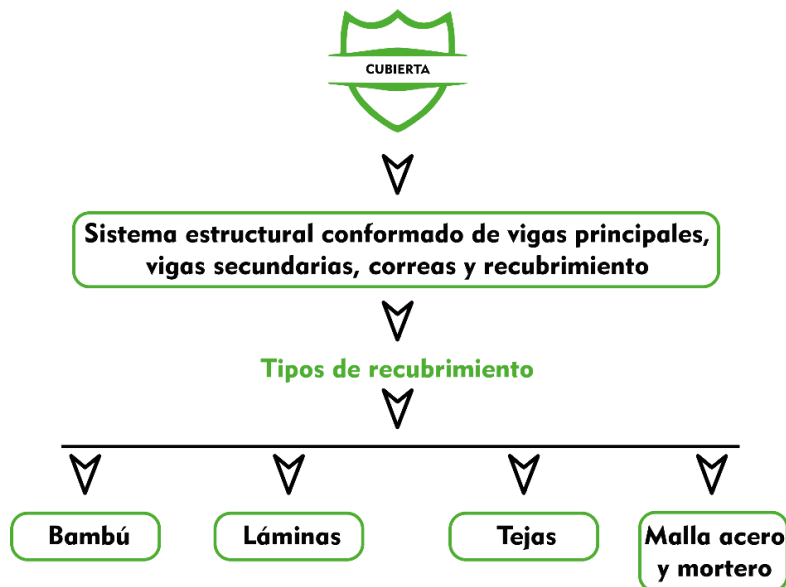 CUBIERTA
Sistema estructural conformado de vigas principales,
vigas secundarias, correas y recubrimiento
Tipos de recubrimiento
Bambú
Láminas
Tejas
Malla acero
y mortero